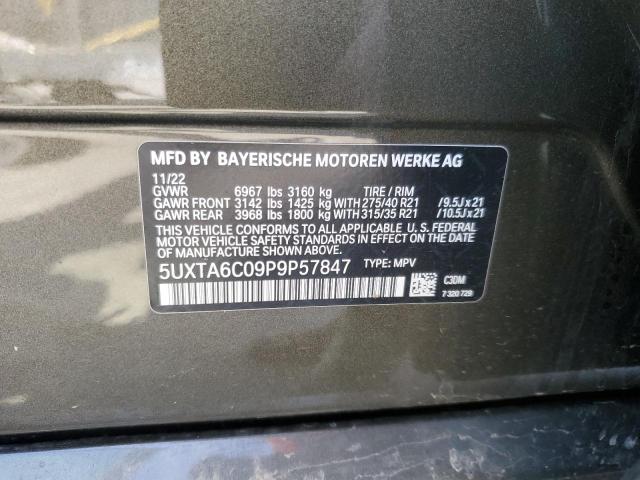 MFD BY BAYERISCHE MOTOREN WERKE AG
11/22
GVWR 6967 lbs 3160 kg TIRE / RIM
GAWR FRONT 3142 lbs 1425 kg WITH 275/40 R21 / 9.5J x 21
GAWR REAR 3968 lbs 1800 kg WITH 315/35 R21 / 10.5J x 21
THIS VEHICLE CONFORMS TO ALL APPLICABLE U. S. FEDERAL
MOTOR VEHICLE SAFETY STANDARDS IN EFFECT ON THE DATE
OF MANUFACTURE SHOWN ABOVE.
5UXTA6C09P9P57847 TYPE: MPV
C3DM
7 320 729